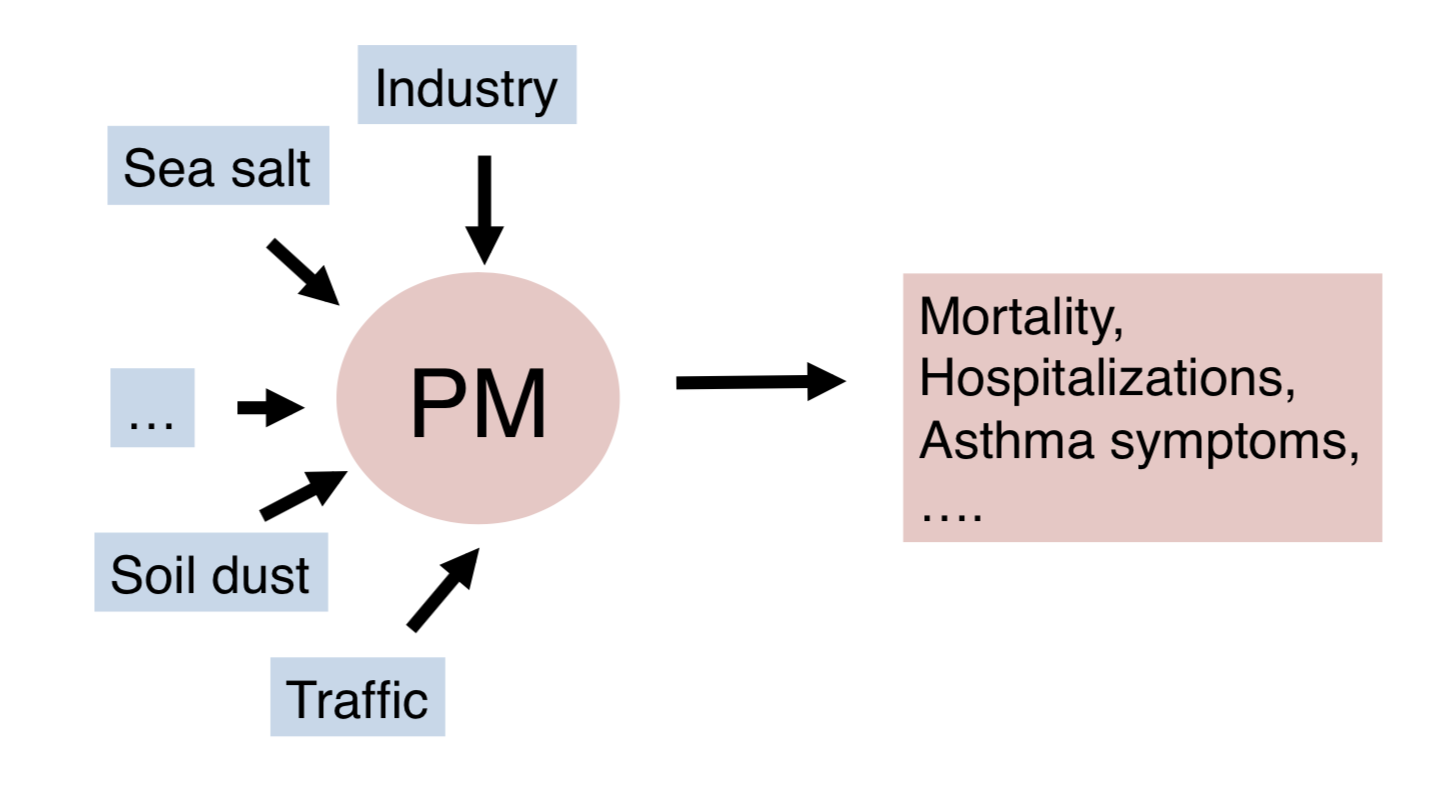 Industry
Sea salt
PM
…
Soil dust
Traffic
Mortality,
Hospitalizations,
Asthma symptoms,
….